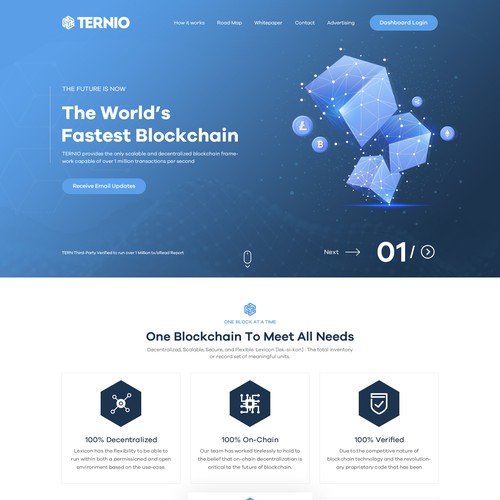 TERNIO
How it works
Road Map
Whitepaper
Contact
Advertising
Dashboard Login
THE FUTURE IS NOW
The World's
Fastest Blockchain
TERNIO provides the only scalable and decentralized blockchain frame-
work capable of over 1 million transactions per second
Receive Email Updates
TERN Third-Party Verified to run over 1 Million tx/s Read Report
Next
01/
ONE BLOCK AT A TIME
One Blockchain To Meet All Needs
Decentralized, Scalable, Secure, and Flexible. Lexicon [lek-si-kon] : The total inventory
or record set of meaningful units.
100% Decentralized
Lexicon has the flexibility to be able to
run within both a permissioned and open
environment based on the use-cases
100% On-Chain
Our team has worked tirelessly to hold to
the belief that on-chain decentralization is
critical to the future of blockchain
100% Verified
Due to the competitive nature of
blockchain technology and the revolution-
ary proprietary code that has been